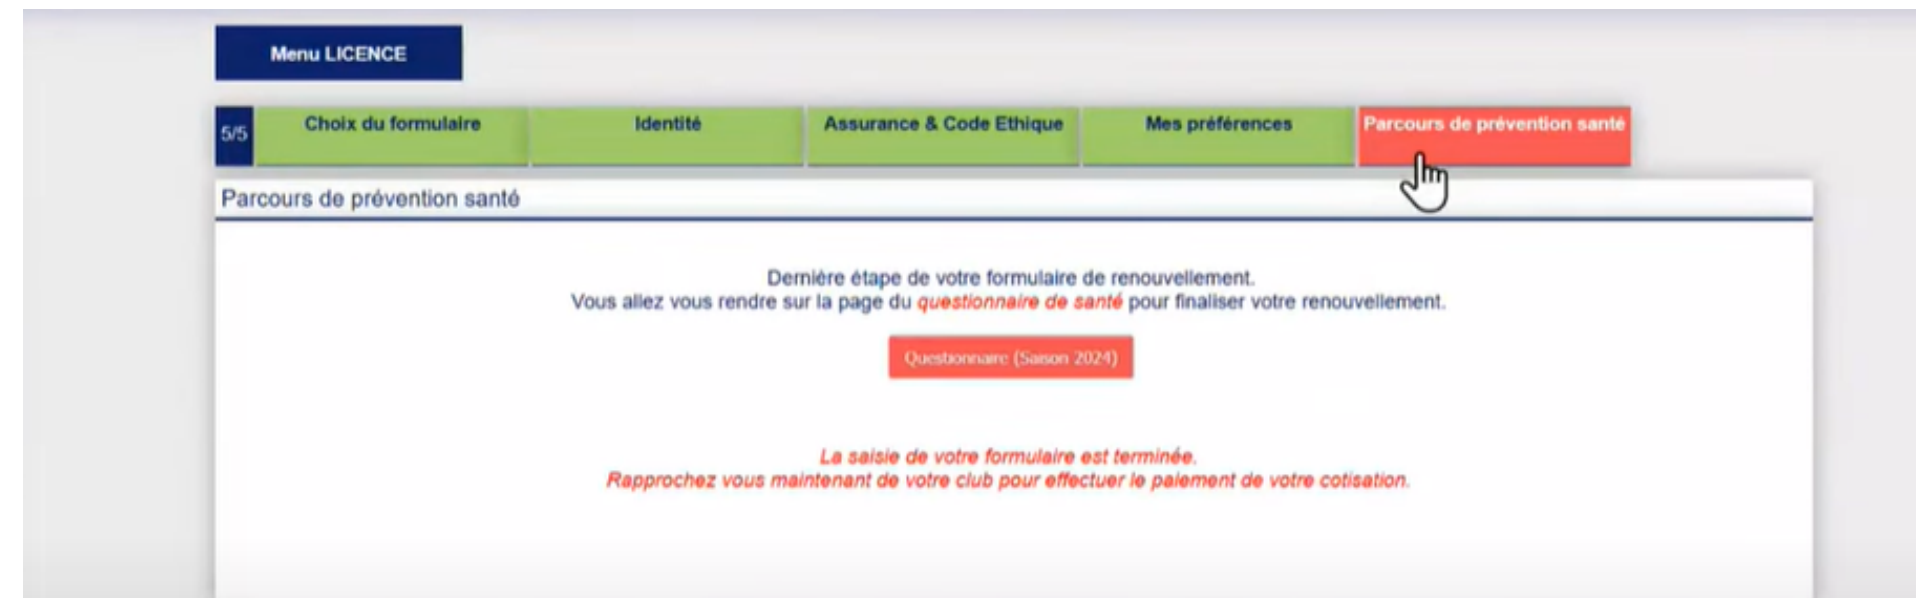 Menu LICENCE
5/5 Choix du formulaire Identité Assurance & Code Ethique Mes préférences Parcours de prévention santé
Parcours de prévention santé
Dernière étape de votre formulaire de renouvellement.
Vous allez vous rendre sur la page du questionnaire de santé pour finaliser votre renouvellement.
Questionnaire (Saison 2024)
La saisie de votre formulaire est terminée.
Rapprochez vous maintenant de votre club pour effectuer le paiement de votre cotisation.